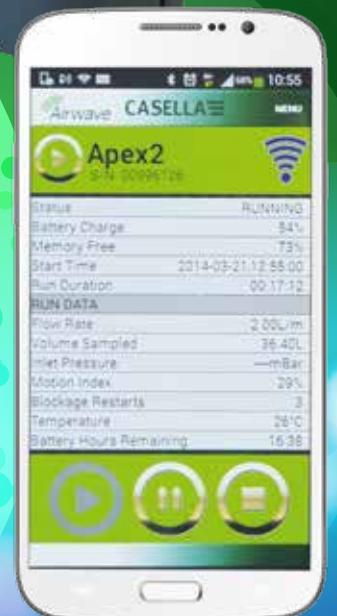 10:55
Airwave CASELLA MENU
Apex2
S/N: 00996126
Status RUNNING
Battery Charge 84%
Memory Free 73%
Start Time 2014-03-21 12:55:00
Run Duration 00:17:12
RUN DATA
Flow Rate 2.00L/m
Volume Sampled 36.40L
Inlet Pressure ---mBar
Motion Index 29%
Blockage Restarts 3
Temperature 26°C
Battery Hours Remaining 16:38